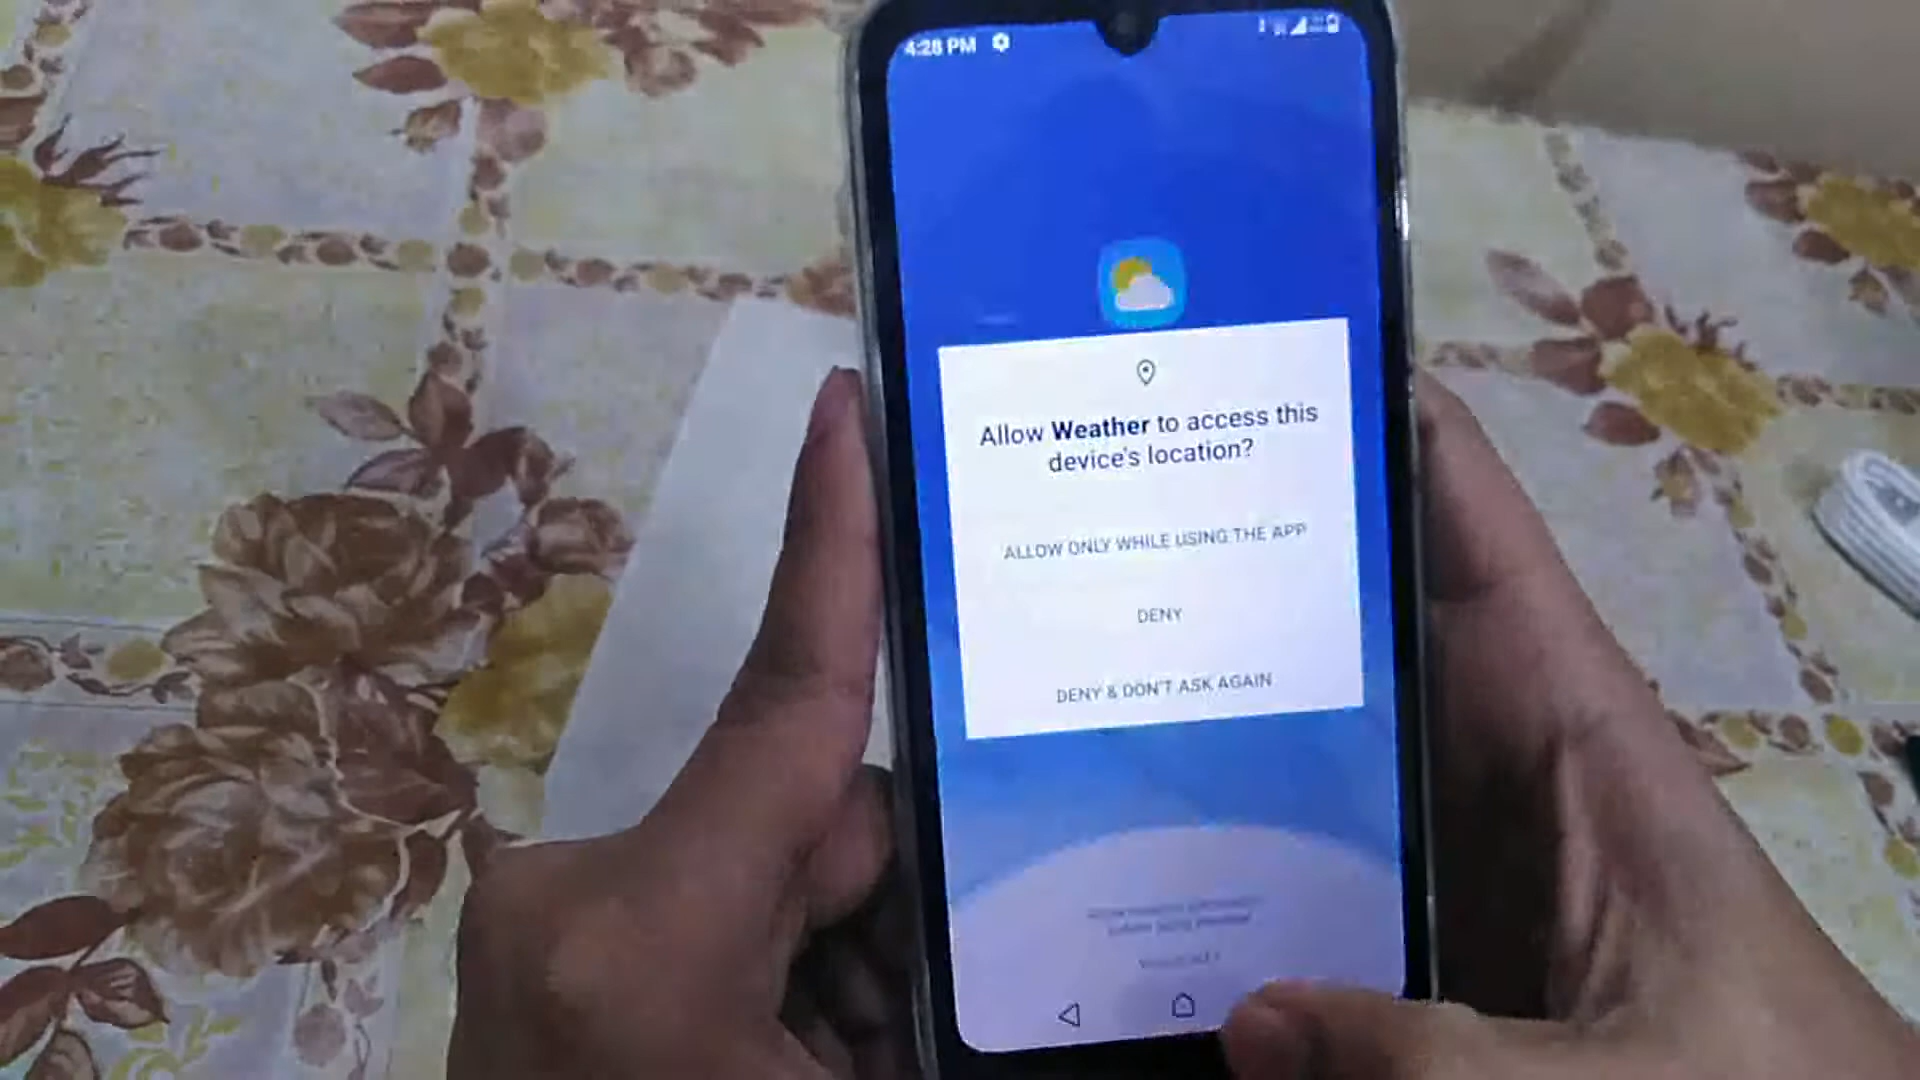 4:28 PM
Allow Weather to access this
device's location?
ALLOW ONLY WHILE USING THE APP
DENY
DENY & DON'T ASK AGAIN